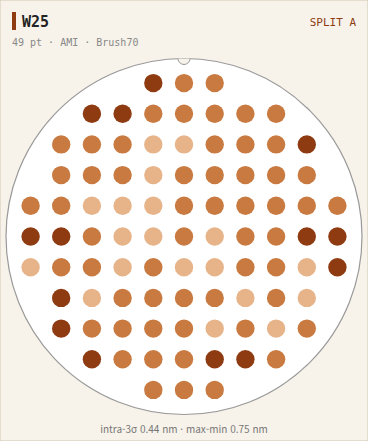 W25
SPLIT A
49 pt · AMI · Brush70
intra-3σ 0.44 nm · max-min 0.75 nm